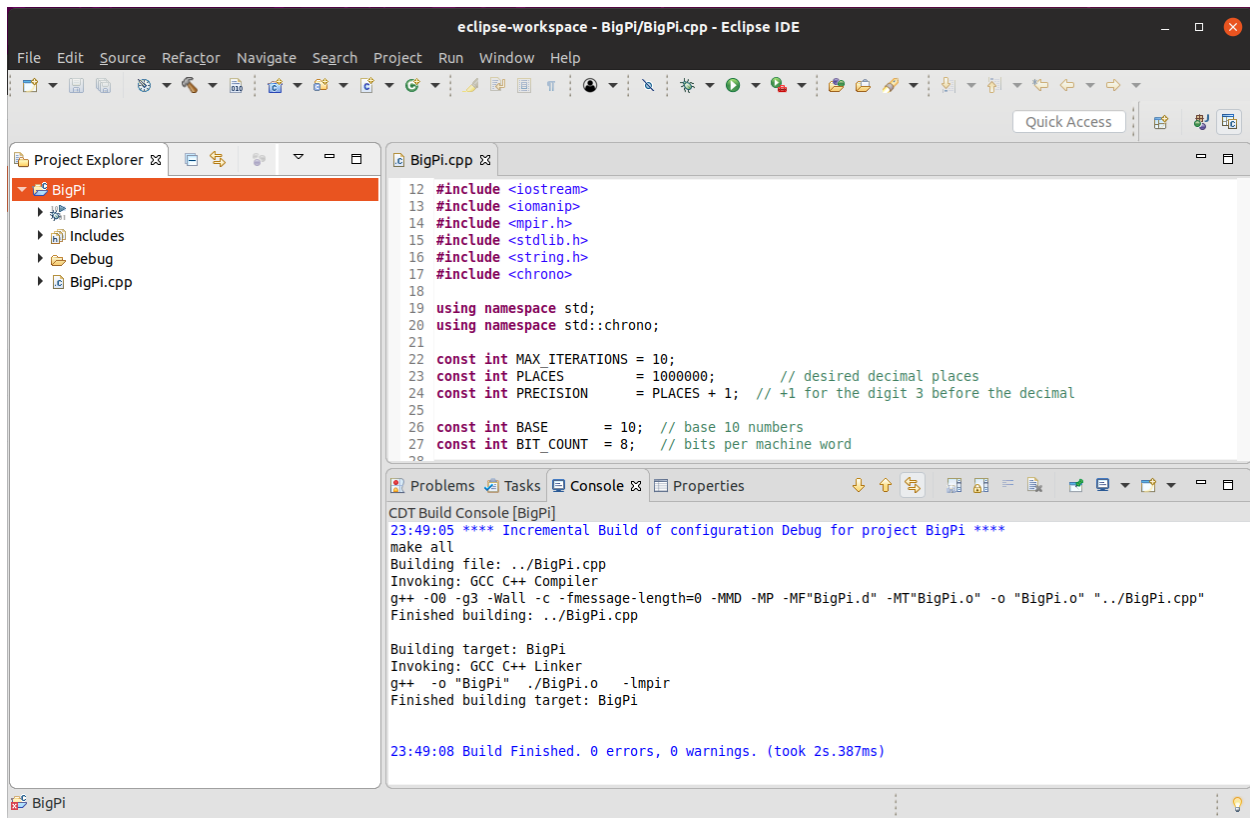 eclipse-workspace - BigPi/BigPi.cpp - Eclipse IDE
File Edit Source Refactor Navigate Search Project Run Window Help
Quick Access
Project Explorer
BigPi
Binaries
Includes
Debug
BigPi.cpp
BigPi.cpp
12 #include <iostream>
13 #include <iomanip>
14 #include <mpir.h>
15 #include <stdlib.h>
16 #include <string.h>
17 #include <chrono>
18
19 using namespace std;
20 using namespace std::chrono;
21
22 const int MAX_ITERATIONS = 10;
23 const int PLACES         = 1000000;        // desired decimal places
24 const int PRECISION      = PLACES + 1;  // +1 for the digit 3 before the decimal
25
26 const int BASE       = 10;  // base 10 numbers
27 const int BIT_COUNT  = 8;   // bits per machine word
28
Problems Tasks Console Properties
CDT Build Console [BigPi]
23:49:05 **** Incremental Build of configuration Debug for project BigPi ****
make all
Building file: ../BigPi.cpp
Invoking: GCC C++ Compiler
g++ -O0 -g3 -Wall -c -fmessage-length=0 -MMD -MP -MF"BigPi.d" -MT"BigPi.o" -o "BigPi.o" "../BigPi.cpp"
Finished building: ../BigPi.cpp
Building target: BigPi
Invoking: GCC C++ Linker
g++  -o "BigPi"  ./BigPi.o   -lmpir
Finished building target: BigPi
23:49:08 Build Finished. 0 errors, 0 warnings. (took 2s.387ms)
BigPi